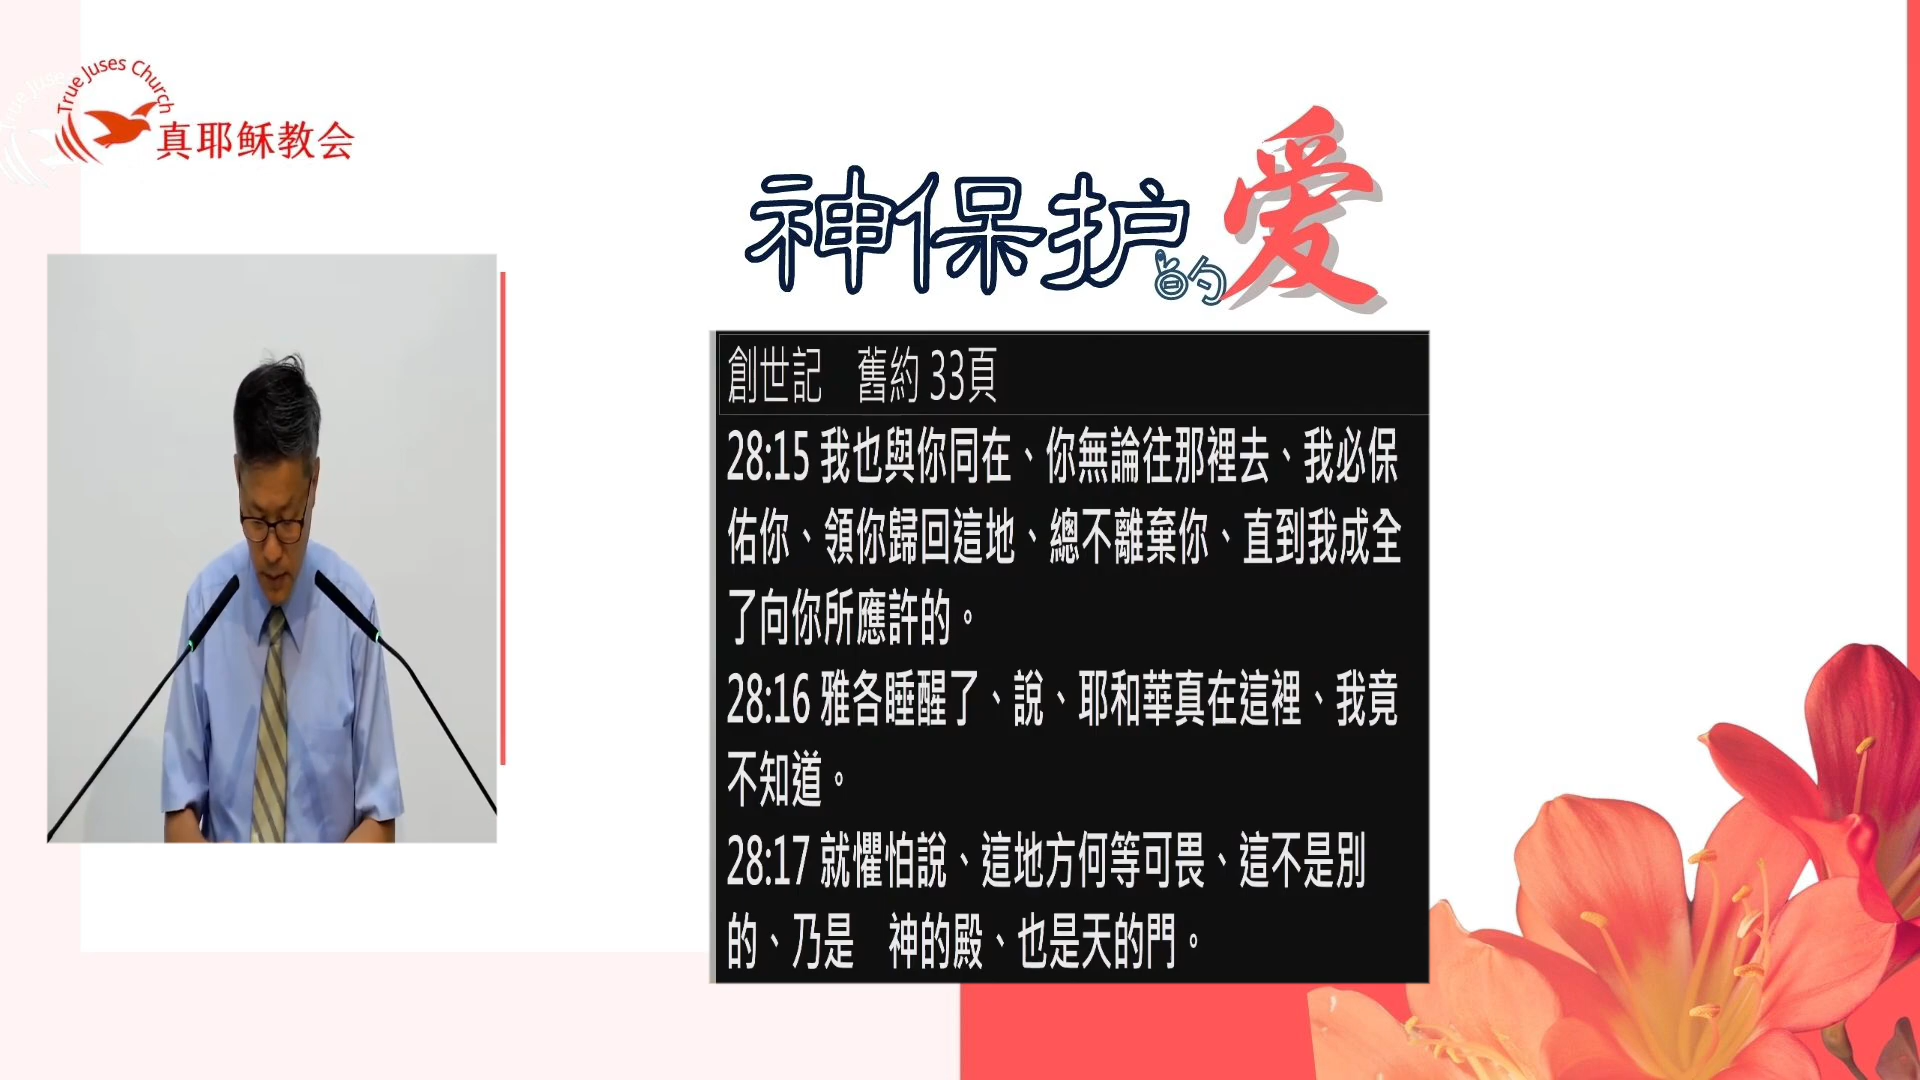 True Juses Church
真耶稣教会
神保护的爱
創世記　舊約 33頁
28:15 我也與你同在、你無論往那裡去、我必保
佑你、領你歸回這地、總不離棄你、直到我成全
了向你所應許的。
28:16 雅各睡醒了、說、耶和華真在這裡、我竟
不知道。
28:17 就懼怕說、這地方何等可畏、這不是別
的、乃是　神的殿、也是天的門。